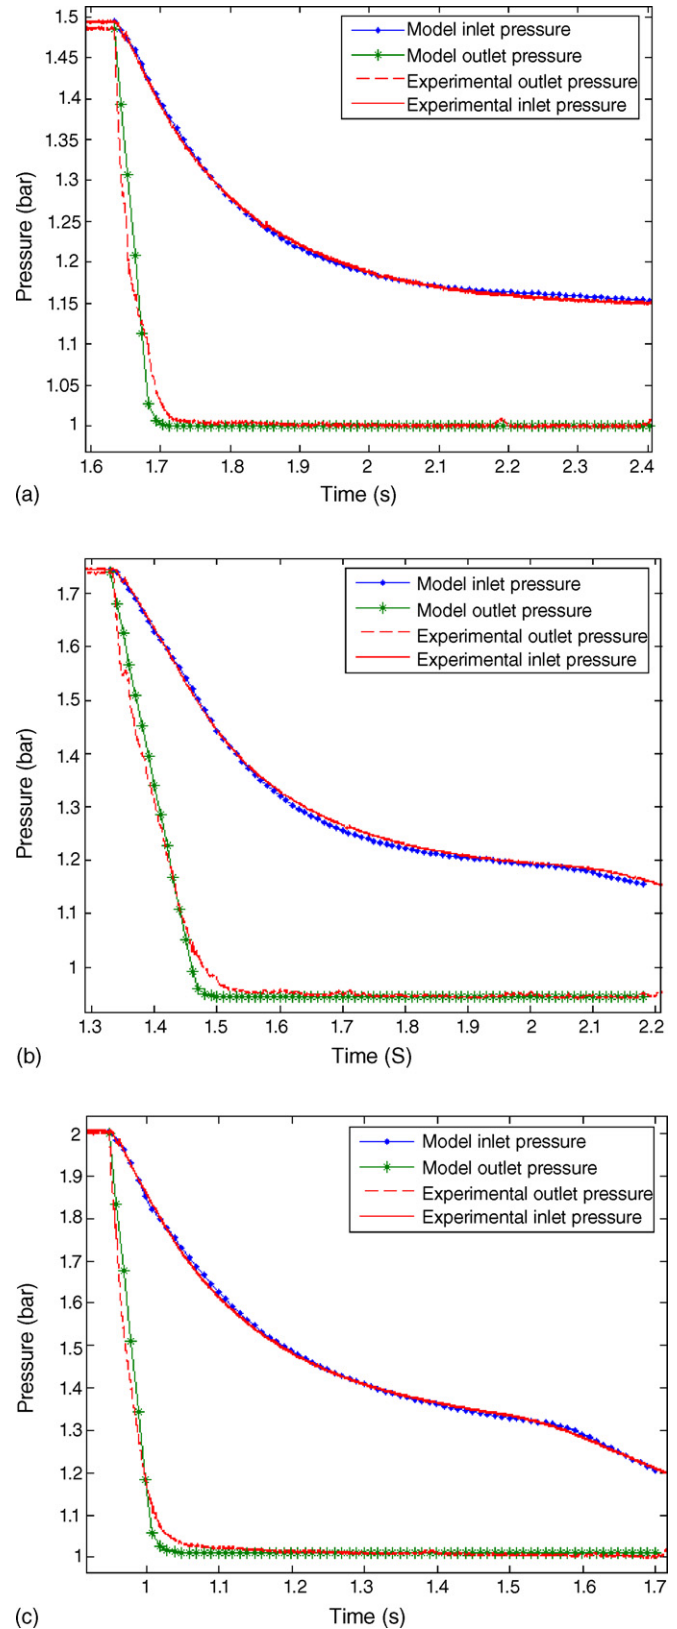 1.5
1.45
1.4
1.35
1.3
1.25
1.2
1.15
1.1
1.05
1
Pressure (bar)
Model inlet pressure
Model outlet pressure
Experimental outlet pressure
Experimental inlet pressure
1.6 1.7 1.8 1.9 2 2.1 2.2 2.3 2.4
(a) Time (s)
1.7
1.6
1.5
1.4
1.3
1.2
1.1
1
Pressure (bar)
Model inlet pressure
Model outlet pressure
Experimental outlet pressure
Experimental inlet pressure
1.3 1.4 1.5 1.6 1.7 1.8 1.9 2 2.1 2.2
(b) Time (S)
2
1.9
1.8
1.7
1.6
1.5
1.4
1.3
1.2
1.1
1
Pressure (bar)
Model inlet pressure
Model outlet pressure
Experimental outlet pressure
Experimental inlet pressure
1 1.1 1.2 1.3 1.4 1.5 1.6 1.7
(c) Time (s)